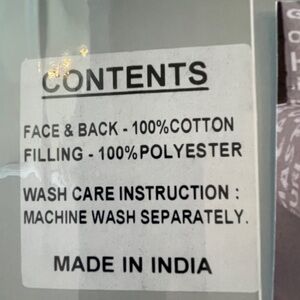 CONTENTS
FACE & BACK - 100%COTTON
FILLING - 100%POLYESTER
WASH CARE INSTRUCTION :
MACHINE WASH SEPARATELY.
MADE IN INDIA